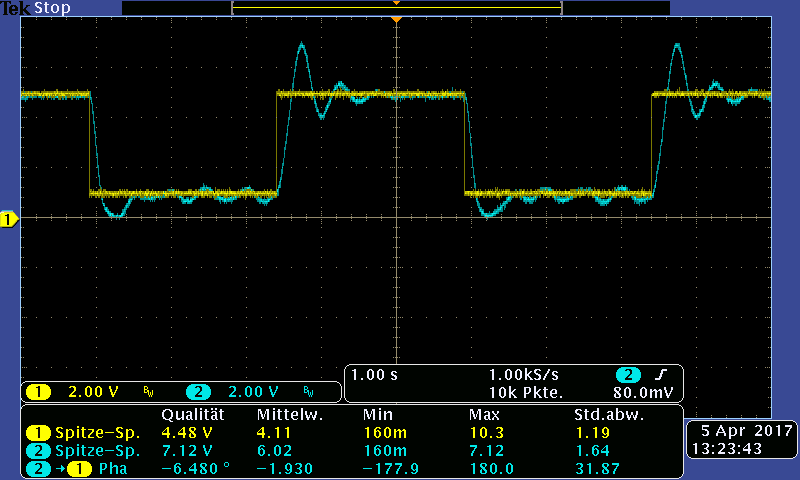 Tek Stop
1
1 2.00 V BW 2 2.00 V BW
1.00 s 1.00kS/s 2
10k Pkte. 80.0mV
Qualität Mittelw. Min Max Std.abw.
1 Spitze-Sp. 4.48 V 4.11 160m 10.3 1.19
2 Spitze-Sp. 7.12 V 6.02 160m 7.12 1.64
2 → 1 Pha −6.480 ° −1.930 −177.9 180.0 31.87
5 Apr 2017
13:23:43